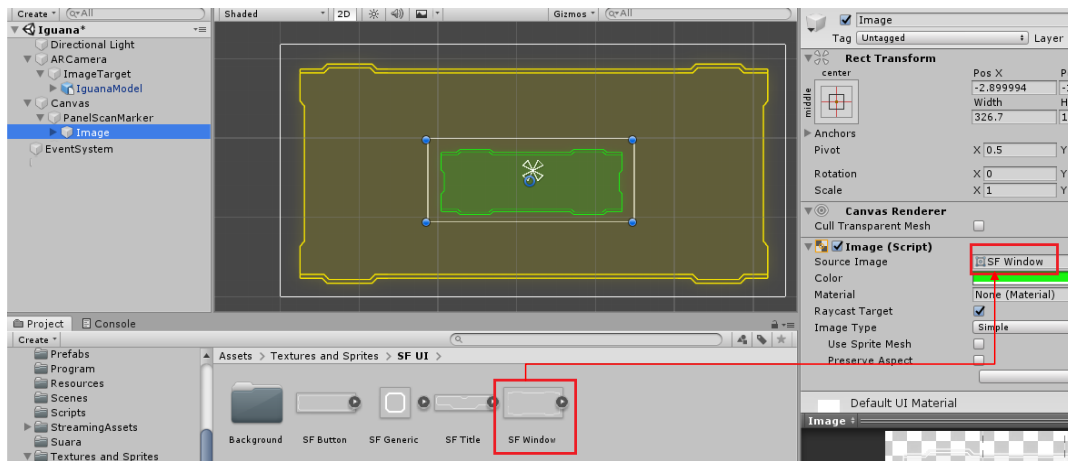 Create
All
Shaded
2D
Gizmos
All
Iguana*
Directional Light
ARCamera
ImageTarget
IguanaModel
Canvas
PanelScanMarker
Image
EventSystem
Image
Tag Untagged Layer
Rect Transform
center
Pos X
middle
-2.899994
Width
326.7
Anchors
Pivot X 0.5 Y
Rotation X 0 Y
Scale X 1 Y
Canvas Renderer
Cull Transparent Mesh
Image (Script)
Source Image SF Window
Color
Material None (Material)
Raycast Target
Image Type Simple
Use Sprite Mesh
Preserve Aspect
Default UI Material
Image
Project Console
Create
Prefabs
Program
Resources
Scenes
Scripts
StreamingAssets
Suara
Textures and Sprites
Assets > Textures and Sprites > SF UI >
Background SF Button SF Generic SF Title SF Window